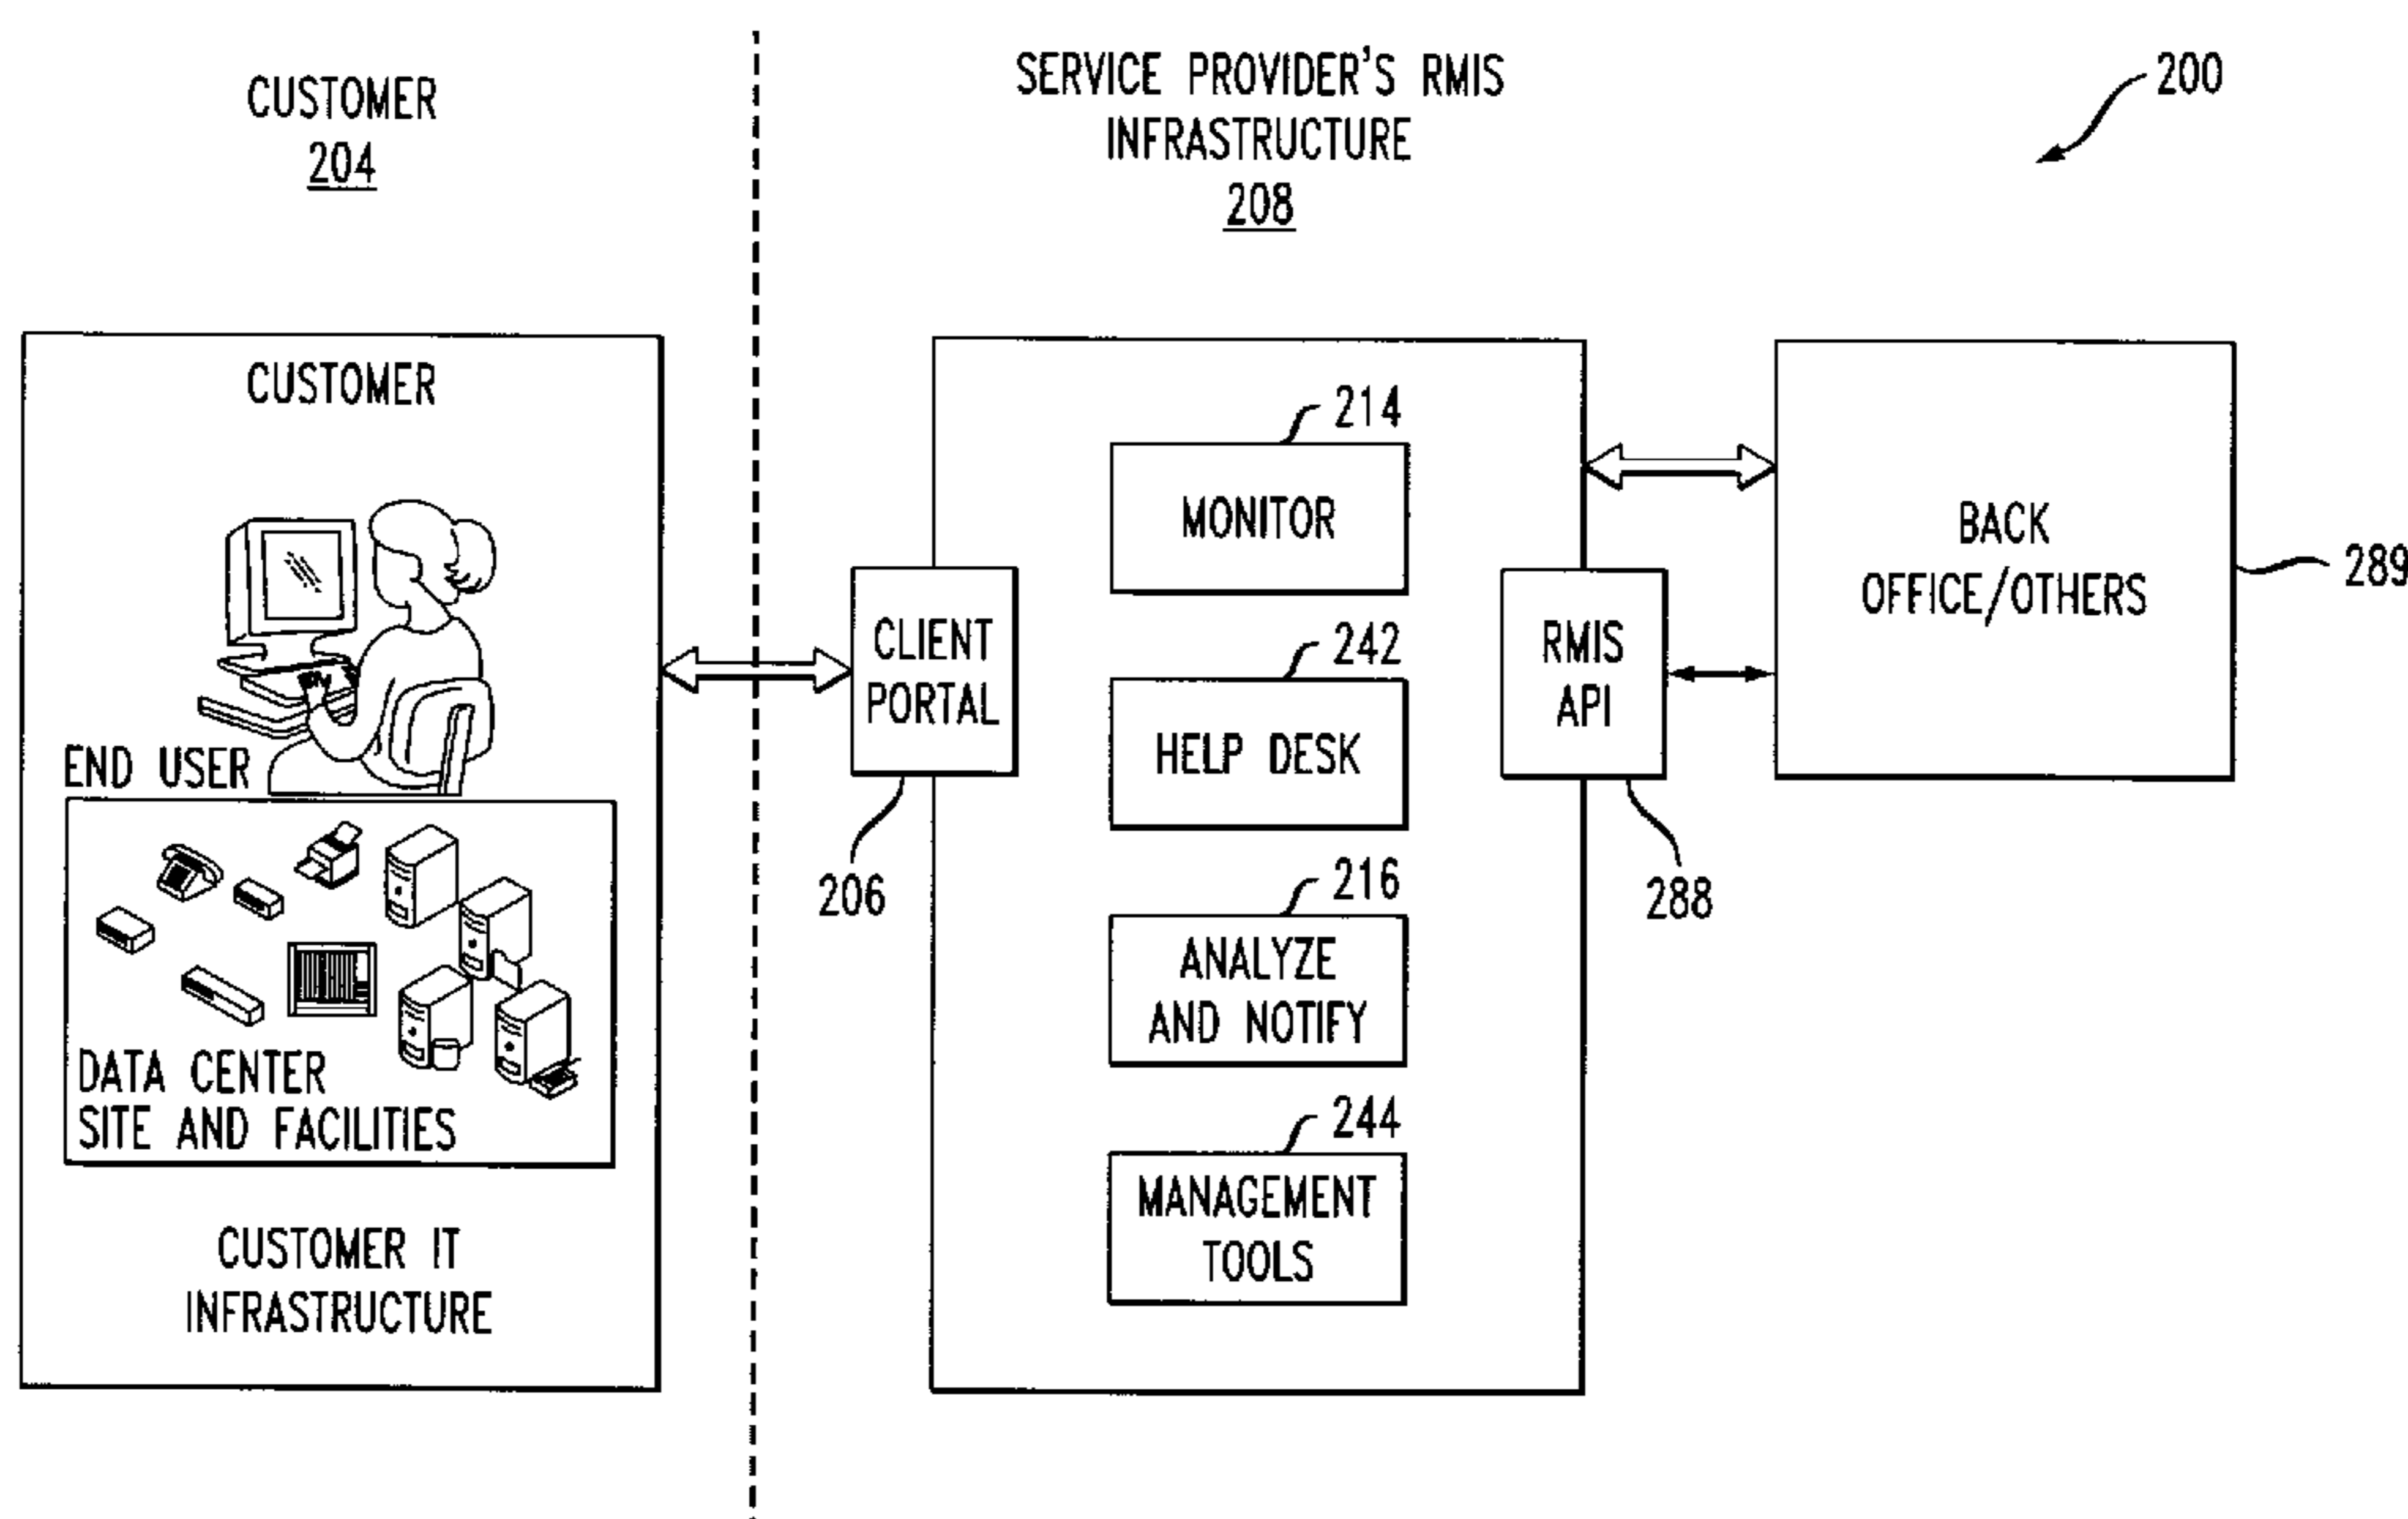 CUSTOMER
204
SERVICE PROVIDER'S RMIS
INFRASTRUCTURE
208
200
CUSTOMER
END USER
DATA CENTER
SITE AND FACILITIES
CUSTOMER IT
INFRASTRUCTURE
CLIENT
PORTAL
206
214
MONITOR
242
HELP DESK
216
ANALYZE
AND NOTIFY
244
MANAGEMENT
TOOLS
RMIS
API
288
BACK
OFFICE/OTHERS
289